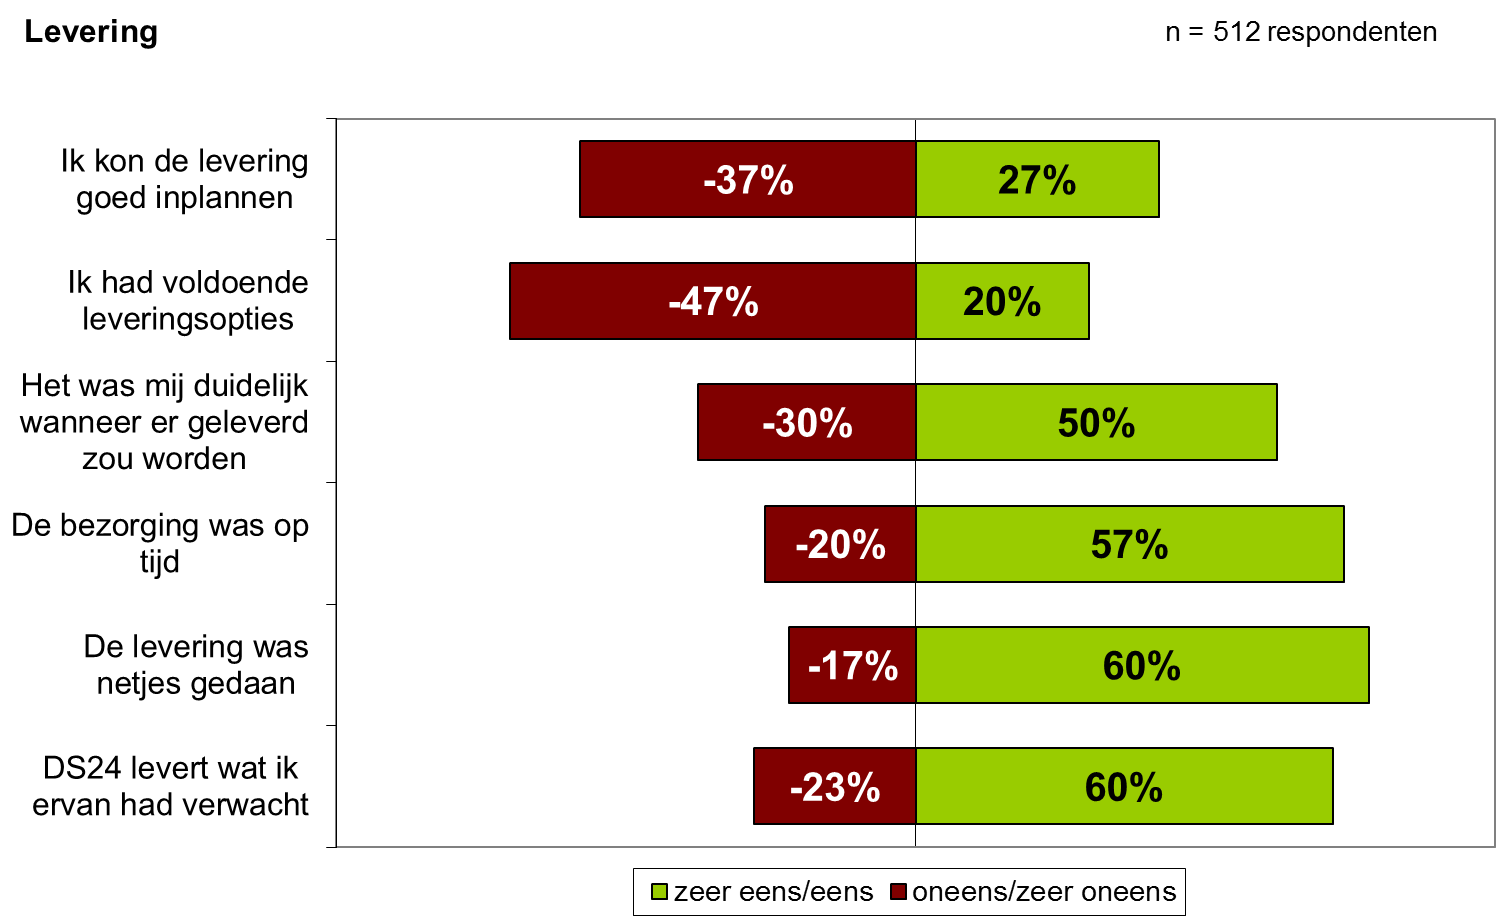 Levering
n = 512 respondenten
Ik kon de levering
goed inplannen
-37%
27%
Ik had voldoende
leveringsopties
-47%
20%
Het was mij duidelijk
wanneer er geleverd
zou worden
-30%
50%
De bezorging was op
tijd
-20%
57%
De levering was
netjes gedaan
-17%
60%
DS24 levert wat ik
ervan had verwacht
-23%
60%
zeer eens/eens
oneens/zeer oneens